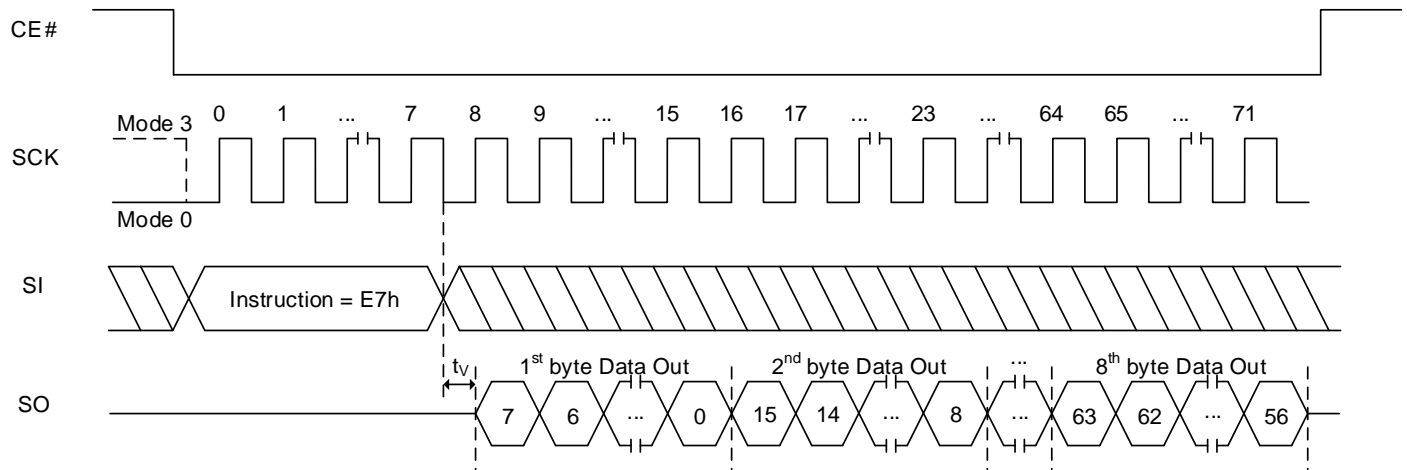 CE#
0 1 ... 7 8 9 ... 15 16 17 ... 23 ... 64 65 ... 71
Mode 3
SCK
Mode 0
SI
Instruction = E7h
tV 1st byte Data Out 2nd byte Data Out ... 8th byte Data Out
SO
7 6 ... 0 15 14 ... 8 ... 63 62 ... 56